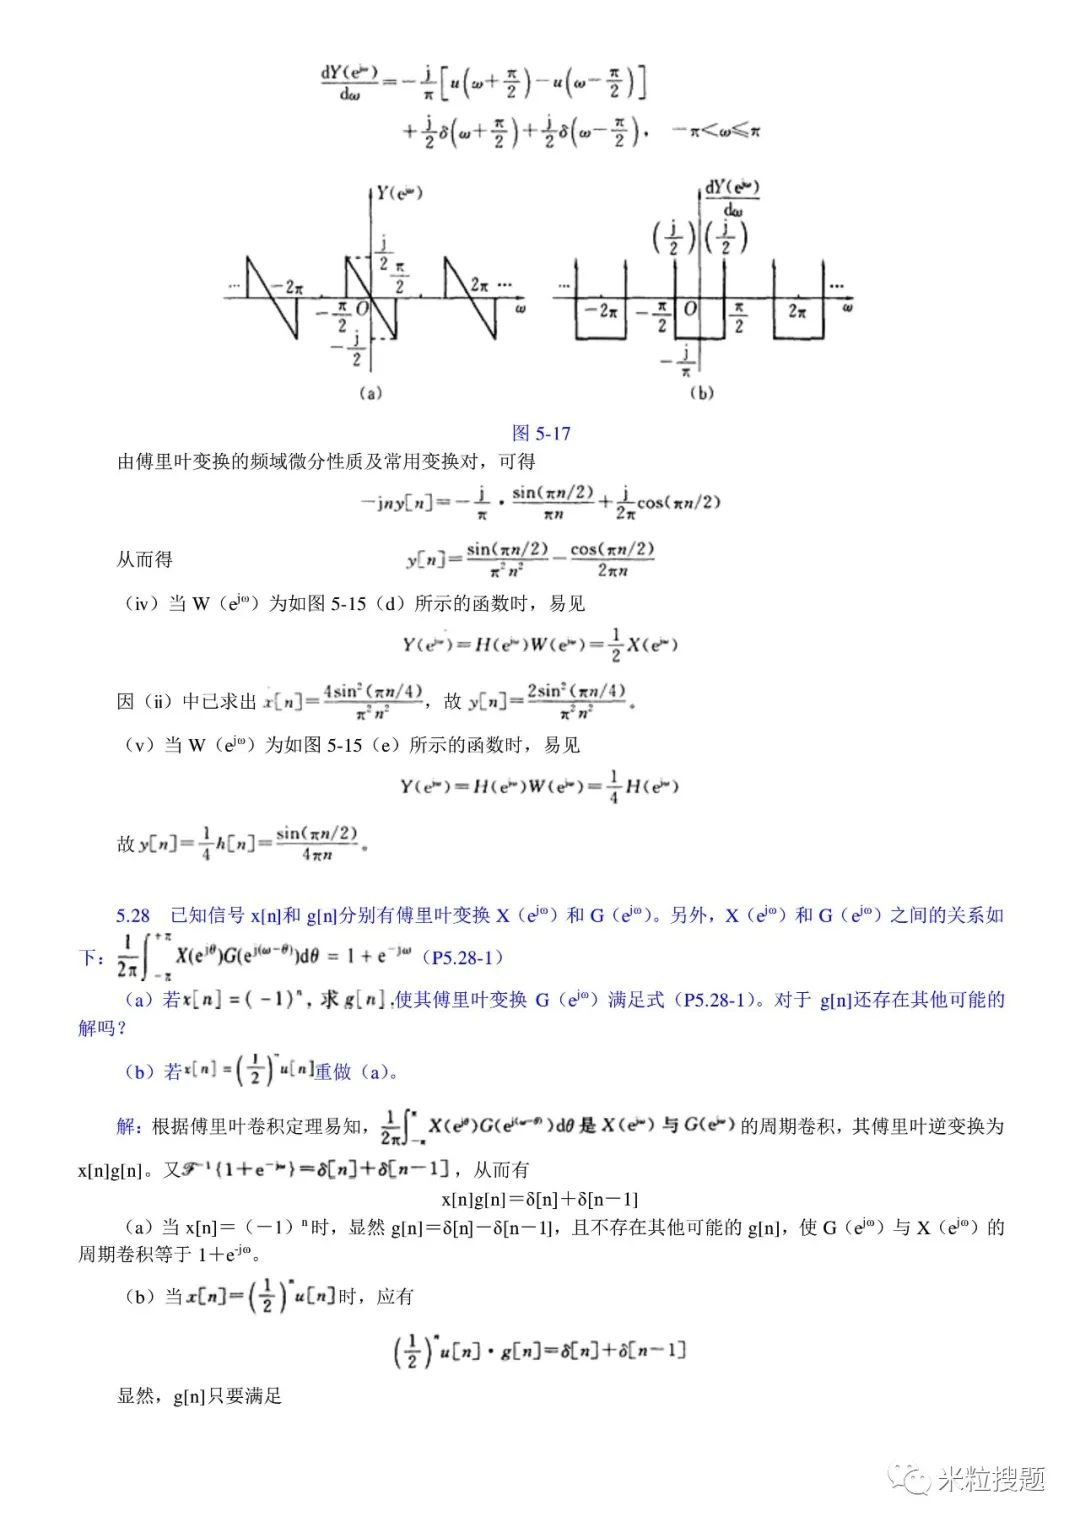 dY(e^{jω})/dω = −j/π [u(ω+π/2)−u(ω−π/2)]
+j/2 δ(ω+π/2)+j/2 δ(ω−π/2), −π<ω≤π
Y(e^{jω})
j/2
π/2
… −2π −π/2 O 2π … ω
−j/2
(a)
dY(e^{jω})/dω
(j/2) (j/2)
… −2π −π/2 O π/2 2π … ω
−j/π
(b)
图 5-17
由傅里叶变换的频域微分性质及常用变换对，可得
−jny[n]=−j/π · sin(πn/2)/πn + j/2π cos(πn/2)
从而得 y[n]=sin(πn/2)/π²n² − cos(πn/2)/2πn
（iv）当 W（e^{jω}）为如图 5-15（d）所示的函数时，易见
Y(e^{jω})=H(e^{jω})W(e^{jω})=1/2 X(e^{jω})
因（ii）中已求出 x[n]=4sin²(πn/4)/π²n²，故 y[n]=2sin²(πn/4)/π²n²。
（v）当 W（e^{jω}）为如图 5-15（e）所示的函数时，易见
Y(e^{jω})=H(e^{jω})W(e^{jω})=1/4 H(e^{jω})
故 y[n]=1/4 h[n]=sin(πn/2)/4πn。
5.28 已知信号 x[n]和 g[n]分别有傅里叶变换 X（e^{jω}）和 G（e^{jω}）。另外，X（e^{jω}）和 G（e^{jω}）之间的关系如
下：1/2π ∫_{−π}^{+π} X(e^{jθ})G(e^{j(ω−θ)})dθ = 1 + e^{−jω}（P5.28-1）
（a）若x[n] = (−1)^n, 求 g[n],使其傅里叶变换 G（e^{jω}）满足式（P5.28-1）。对于 g[n]还存在其他可能的
解吗？
（b）若x[n] = (1/2)^n u[n]重做（a）。
解：根据傅里叶卷积定理易知，1/2π ∫_{−π}^{π} X(e^{jθ})G(e^{j(ω−θ)})dθ是 X(e^{jω})与G(e^{jω})的周期卷积，其傅里叶逆变换为
x[n]g[n]。又ℱ^{-1}{1+e^{−jω}}=δ[n]+δ[n−1]，从而有
x[n]g[n]＝δ[n]＋δ[n－1]
（a）当 x[n]＝（－1）^n 时，显然 g[n]＝δ[n]－δ[n－1]，且不存在其他可能的 g[n]，使 G（e^{jω}）与 X（e^{jω}）的
周期卷积等于 1＋e^{-jω}。
（b）当x[n]=(1/2)^n u[n]时，应有
(1/2)^n u[n]·g[n]=δ[n]+δ[n−1]
显然，g[n]只要满足
米粒搜题